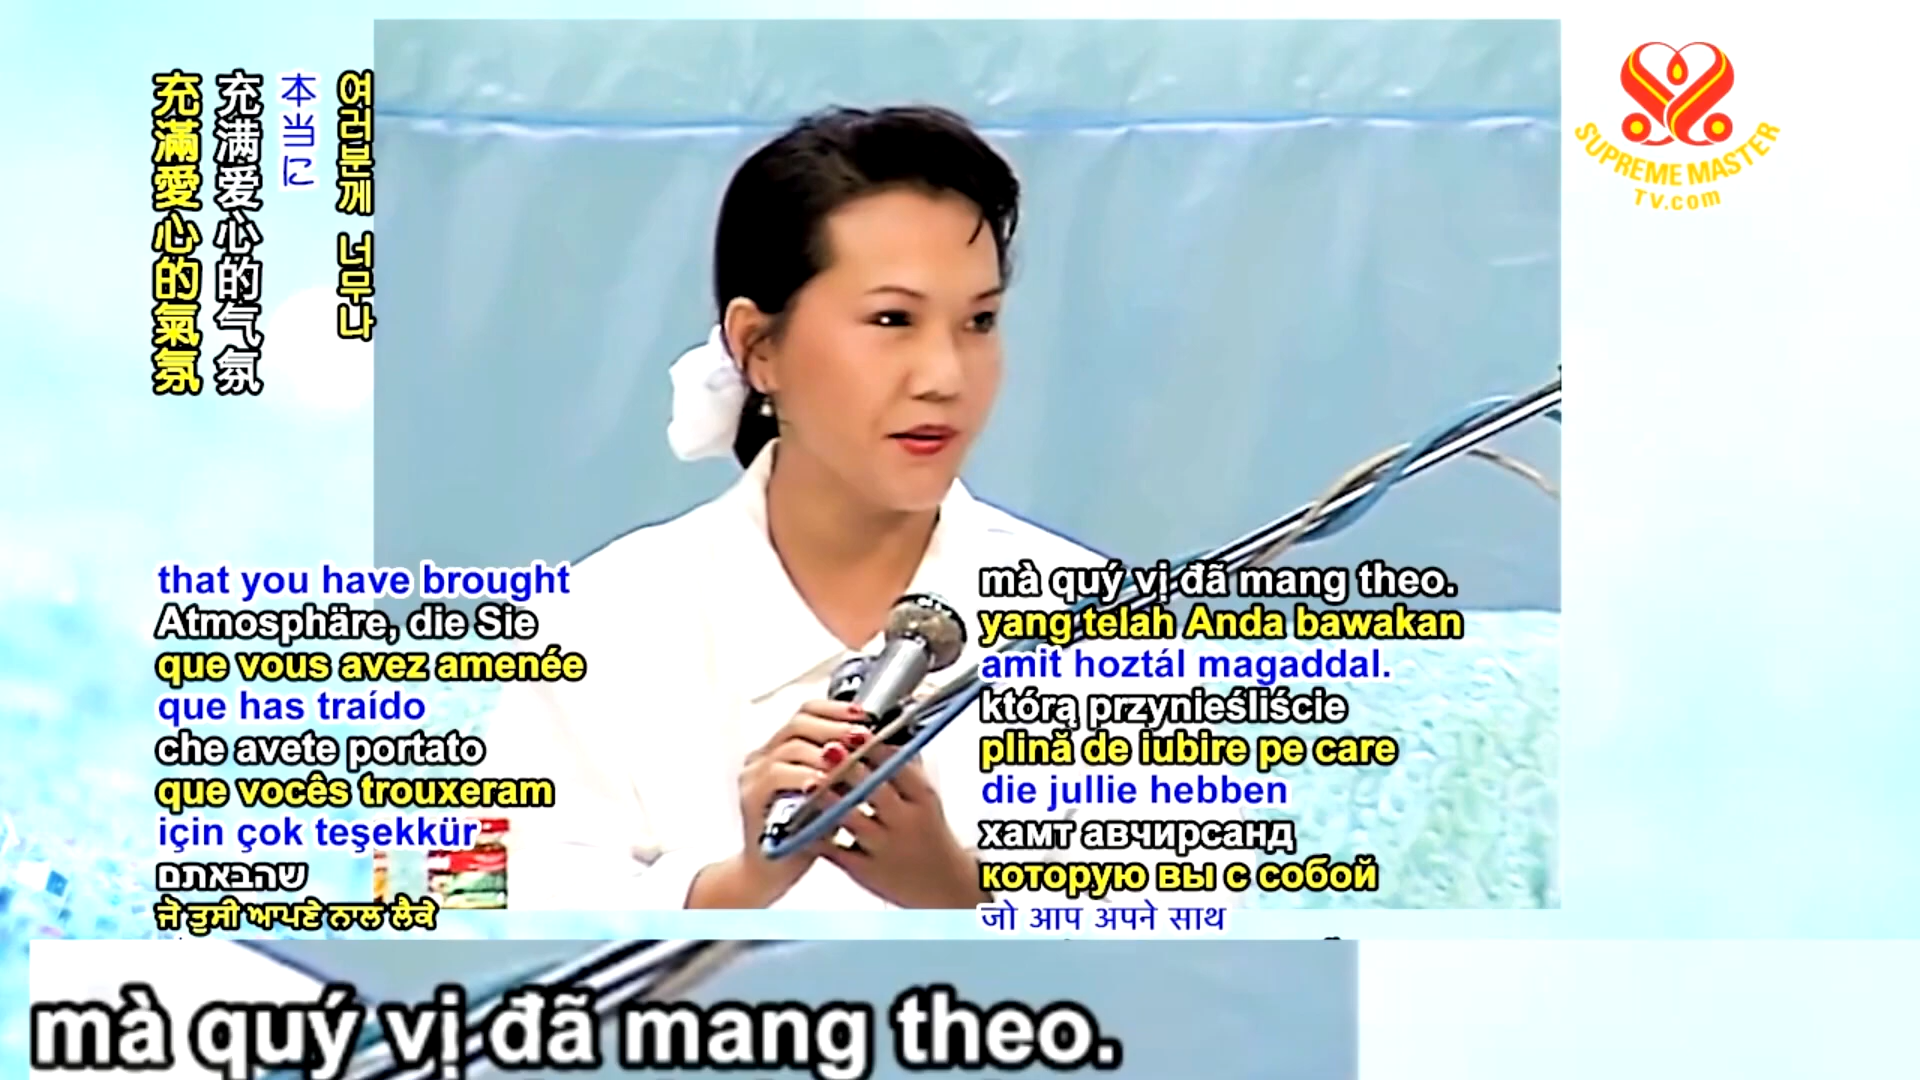 充滿愛心的氣氛
充满爱心的气氛
本当に
여러분께 너무나
SUPREME MASTER
TV.com
that you have brought
Atmosphäre, die Sie
que vous avez amenée
que has traído
che avete portato
que vocês trouxeram
için çok teşekkür
שהבאתם
ਜੋ ਤੁਸੀ ਆਪਣੇ ਨਾਲ ਲੈਕੇ
mà quý vị đã mang theo.
yang telah Anda bawakan
amit hoztál magaddal.
którą przynieśliście
plină de iubire pe care
die jullie hebben
хамт авчирсанд
которую вы с собой
जो आप अपने साथ
mà quý vị đã mang theo.